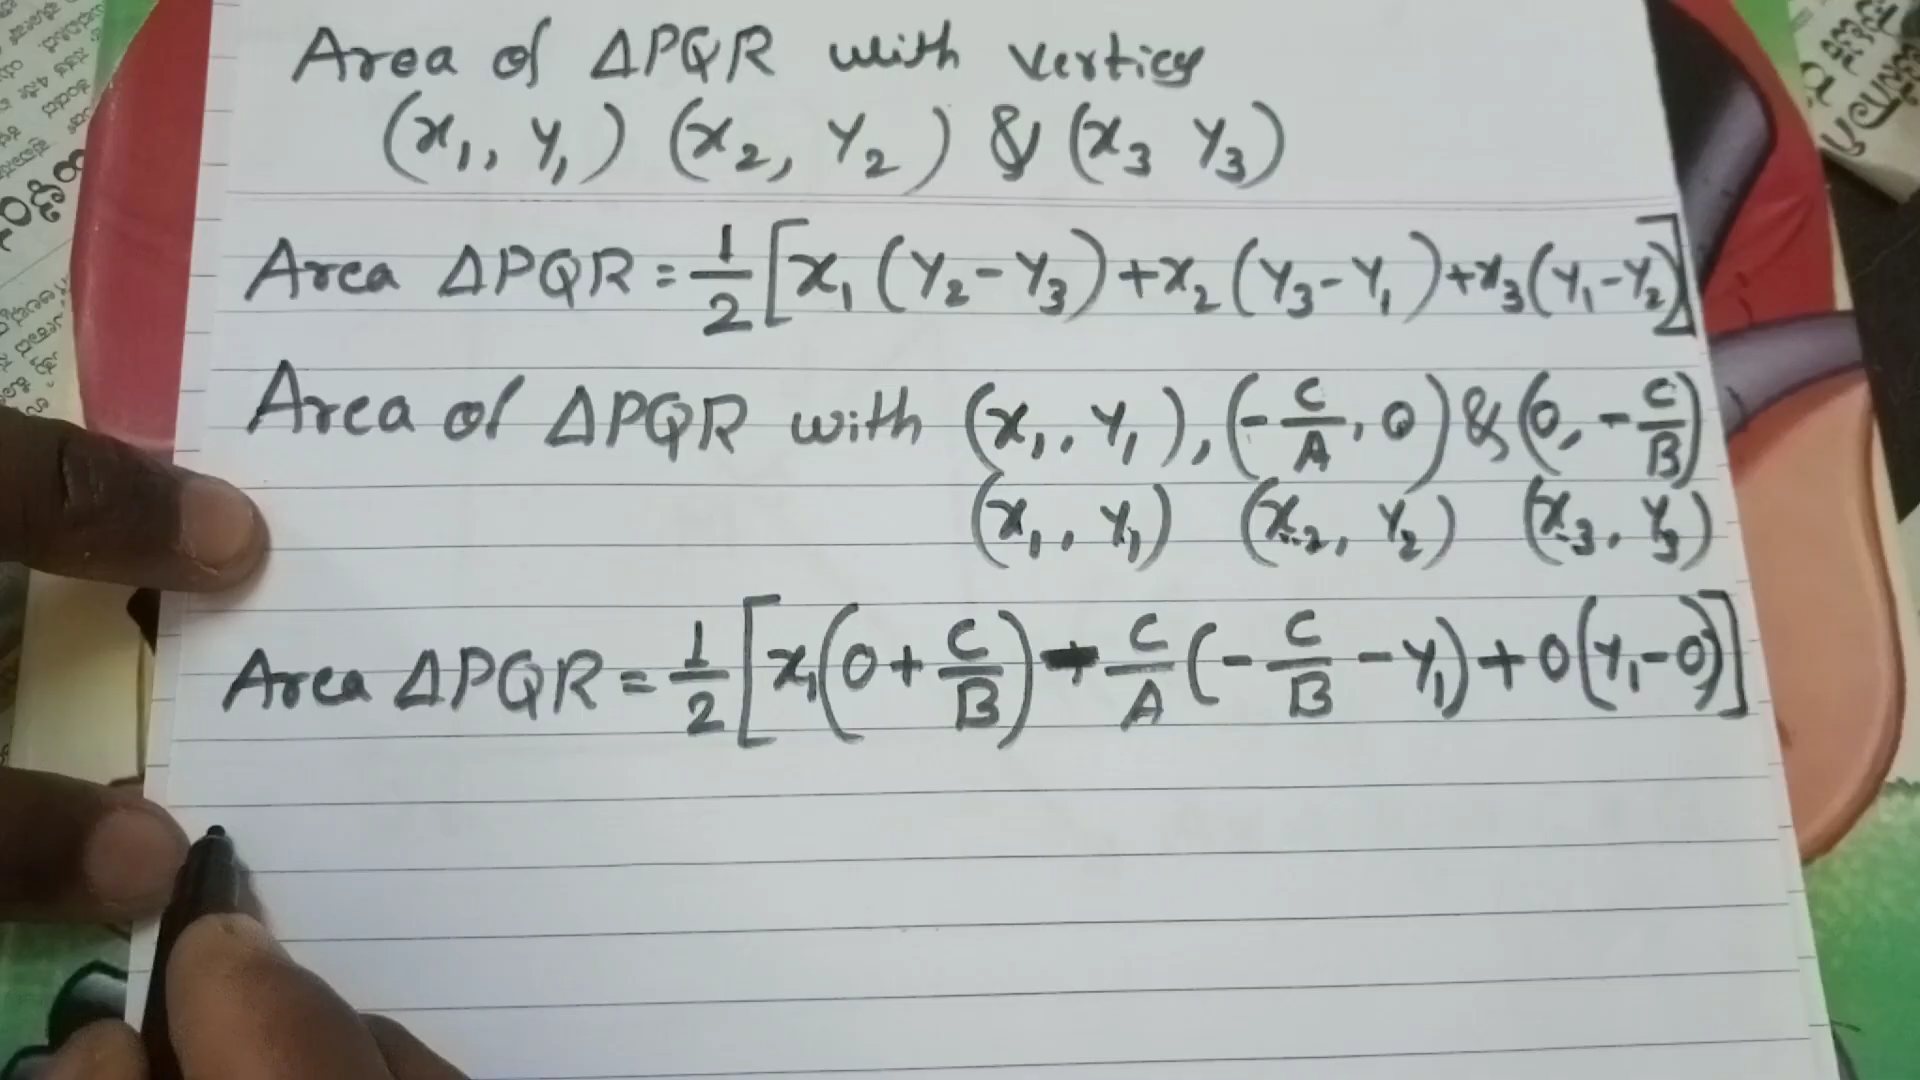 Area of ΔPQR with vertices
(x₁, y₁) (x₂, y₂) & (x₃ y₃)
Area ΔPQR = 1/2 [x₁ (y₂ - y₃) + x₂ (y₃ - y₁) + x₃ (y₁ - y₂)]
Area of ΔPQR with (x₁, y₁), (-C/A, 0) & (0, -C/B)
(x₁, y₁) (x₂, y₂) (x₃, y₃)
Area ΔPQR = 1/2 [x₁(0 + C/B) - C/A (-C/B - y₁) + 0(y₁ - 0)]